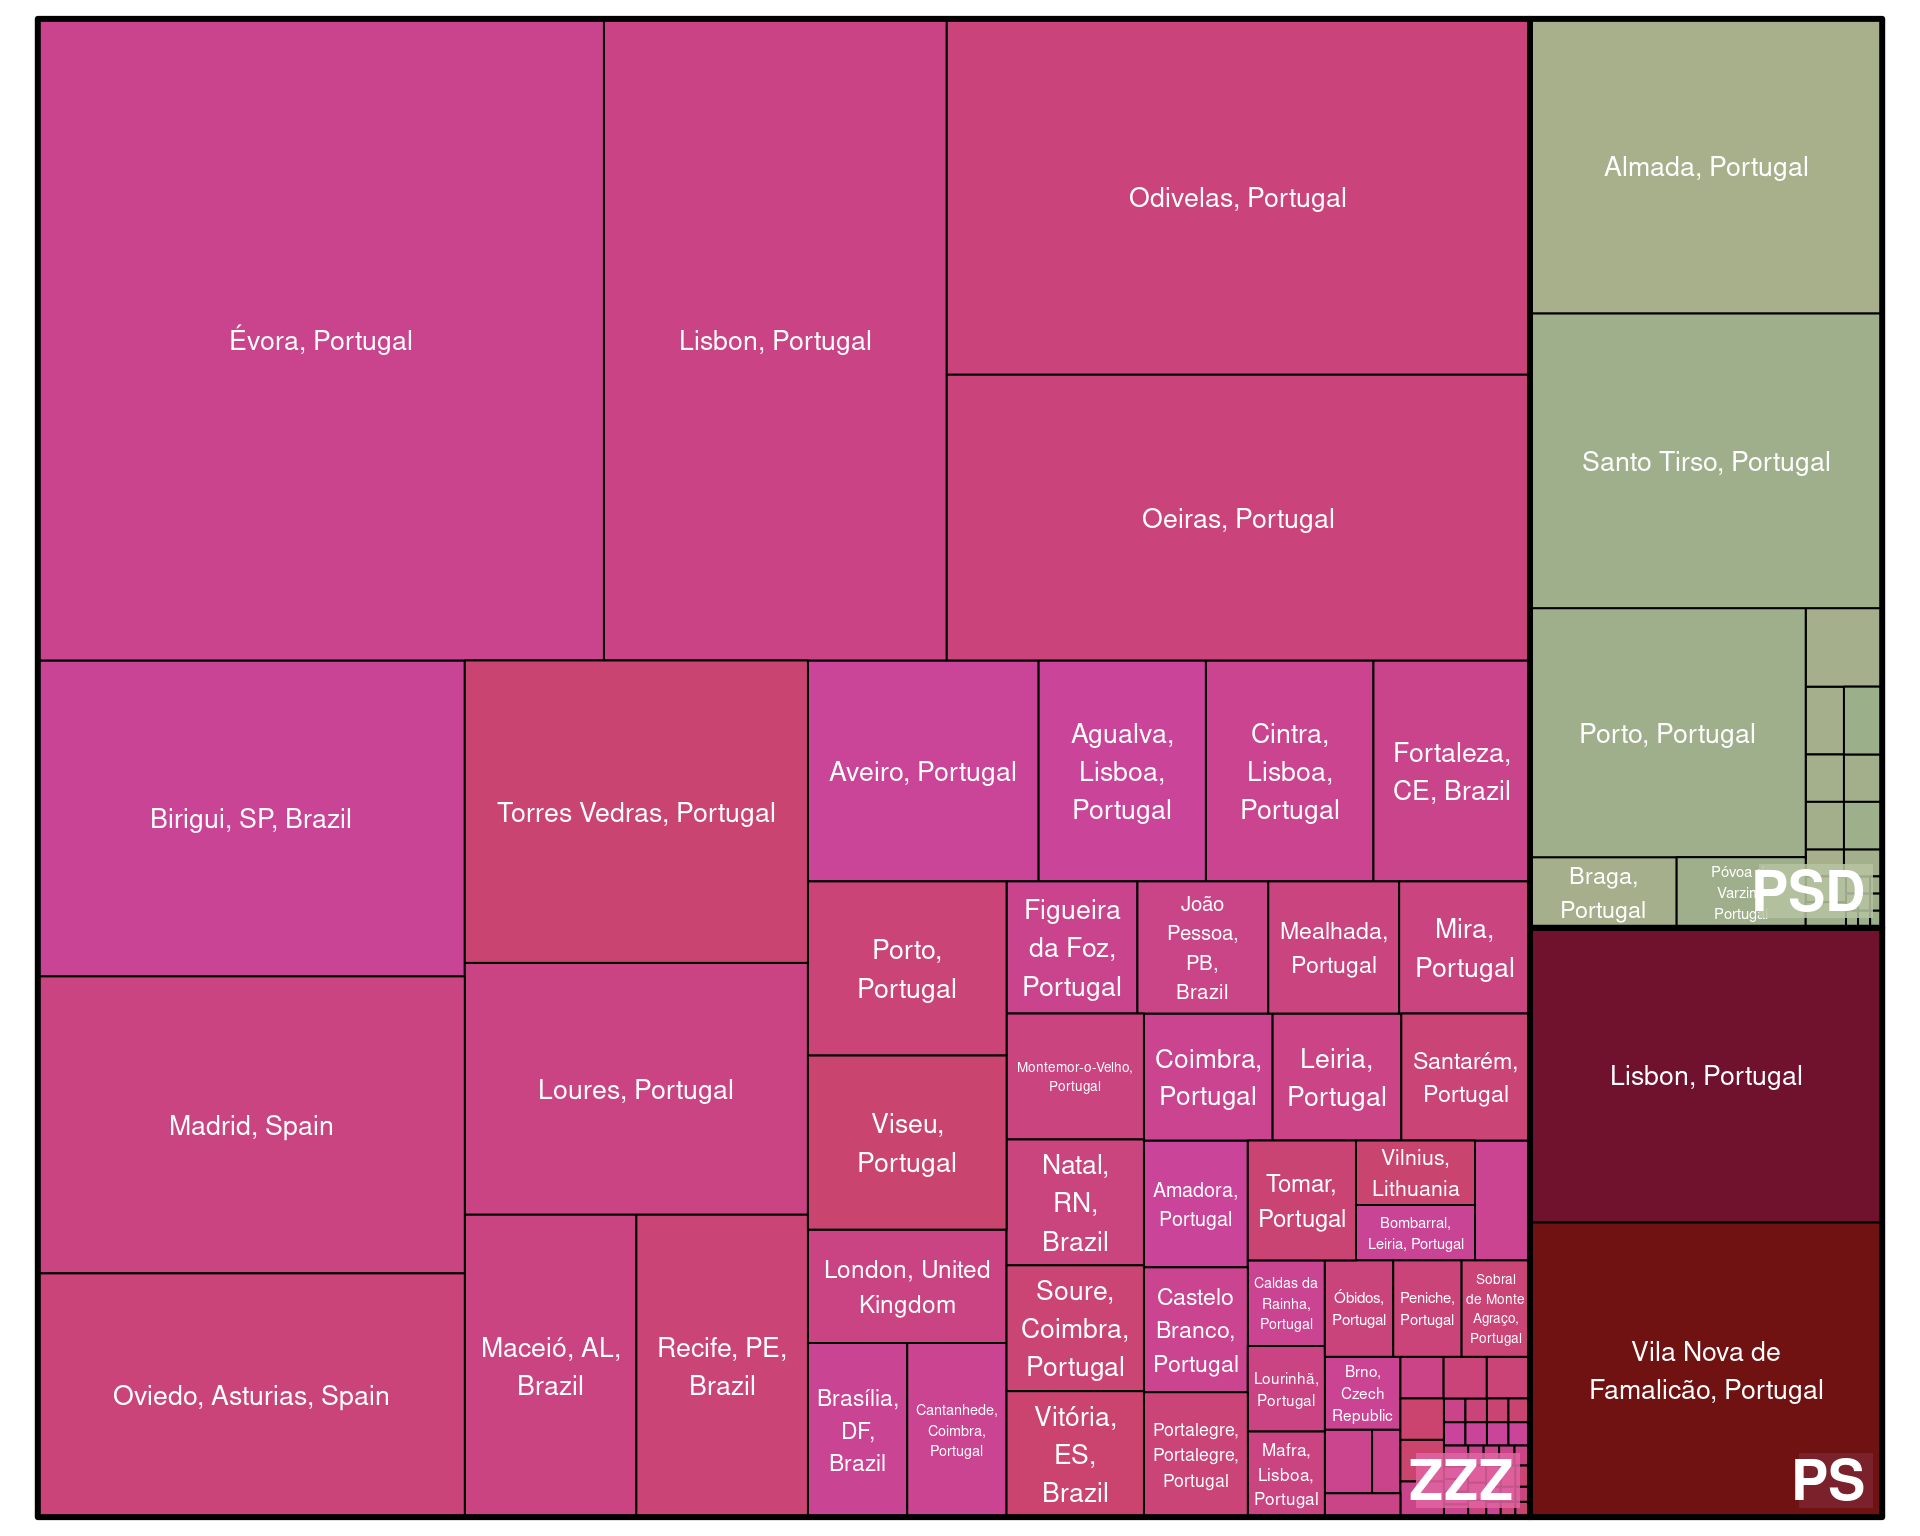 Évora, Portugal
Lisbon, Portugal
Odivelas, Portugal
Oeiras, Portugal
Almada, Portugal
Santo Tirso, Portugal
Porto, Portugal
Braga,
Portugal
Póvoa
Varzim
Portugal
PSD
Birigui, SP, Brazil
Madrid, Spain
Oviedo, Asturias, Spain
Torres Vedras, Portugal
Loures, Portugal
Maceió, AL,
Brazil
Recife, PE,
Brazil
Aveiro, Portugal
Agualva,
Lisboa,
Portugal
Cintra,
Lisboa,
Portugal
Fortaleza,
CE, Brazil
Porto,
Portugal
Viseu,
Portugal
London, United
Kingdom
Brasília,
DF,
Brazil
Cantanhede,
Coimbra,
Portugal
Figueira
da Foz,
Portugal
João
Pessoa,
PB,
Brazil
Mealhada,
Portugal
Mira,
Portugal
Montemor-o-Velho,
Portugal
Coimbra,
Portugal
Leiria,
Portugal
Santarém,
Portugal
Natal,
RN,
Brazil
Soure,
Coimbra,
Portugal
Vitória,
ES,
Brazil
Amadora,
Portugal
Castelo
Branco,
Portugal
Portalegre,
Portalegre,
Portugal
Tomar,
Portugal
Vilnius,
Lithuania
Bombarral,
Leiria, Portugal
Caldas da
Rainha,
Portugal
Óbidos,
Portugal
Peniche,
Portugal
Sobral
de Monte
Agraço,
Portugal
Lourinhã,
Portugal
Brno,
Czech
Republic
Mafra,
Lisboa,
Portugal
ZZZ
Lisbon, Portugal
Vila Nova de
Famalicão, Portugal
PS